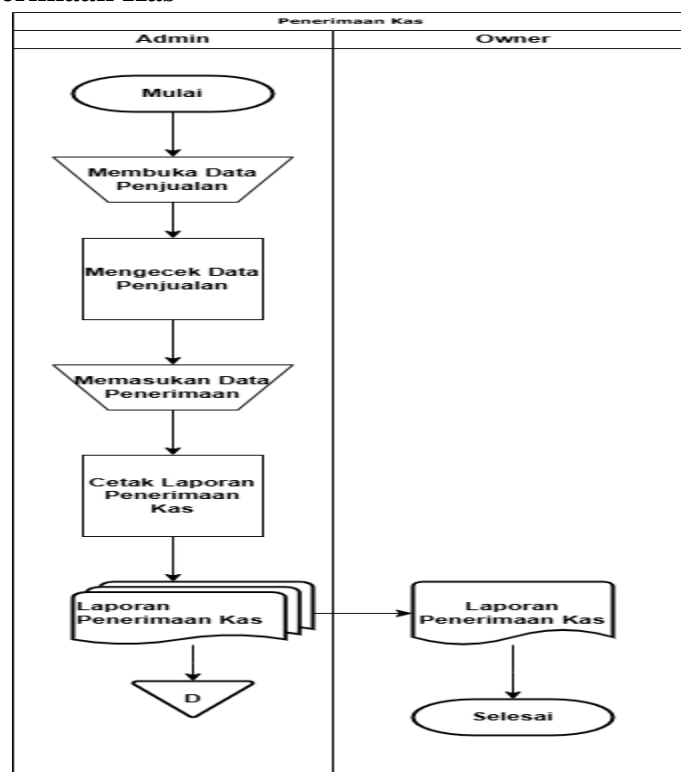 Penerimaan Kas
Admin
Owner
Mulai
Membuka Data
Penjualan
Mengecek Data
Penjualan
Memasukan Data
Penerimaan
Cetak Laporan
Penerimaan
Kas
Laporan
Penerimaan Kas
D
Laporan
Penerimaan Kas
Selesai